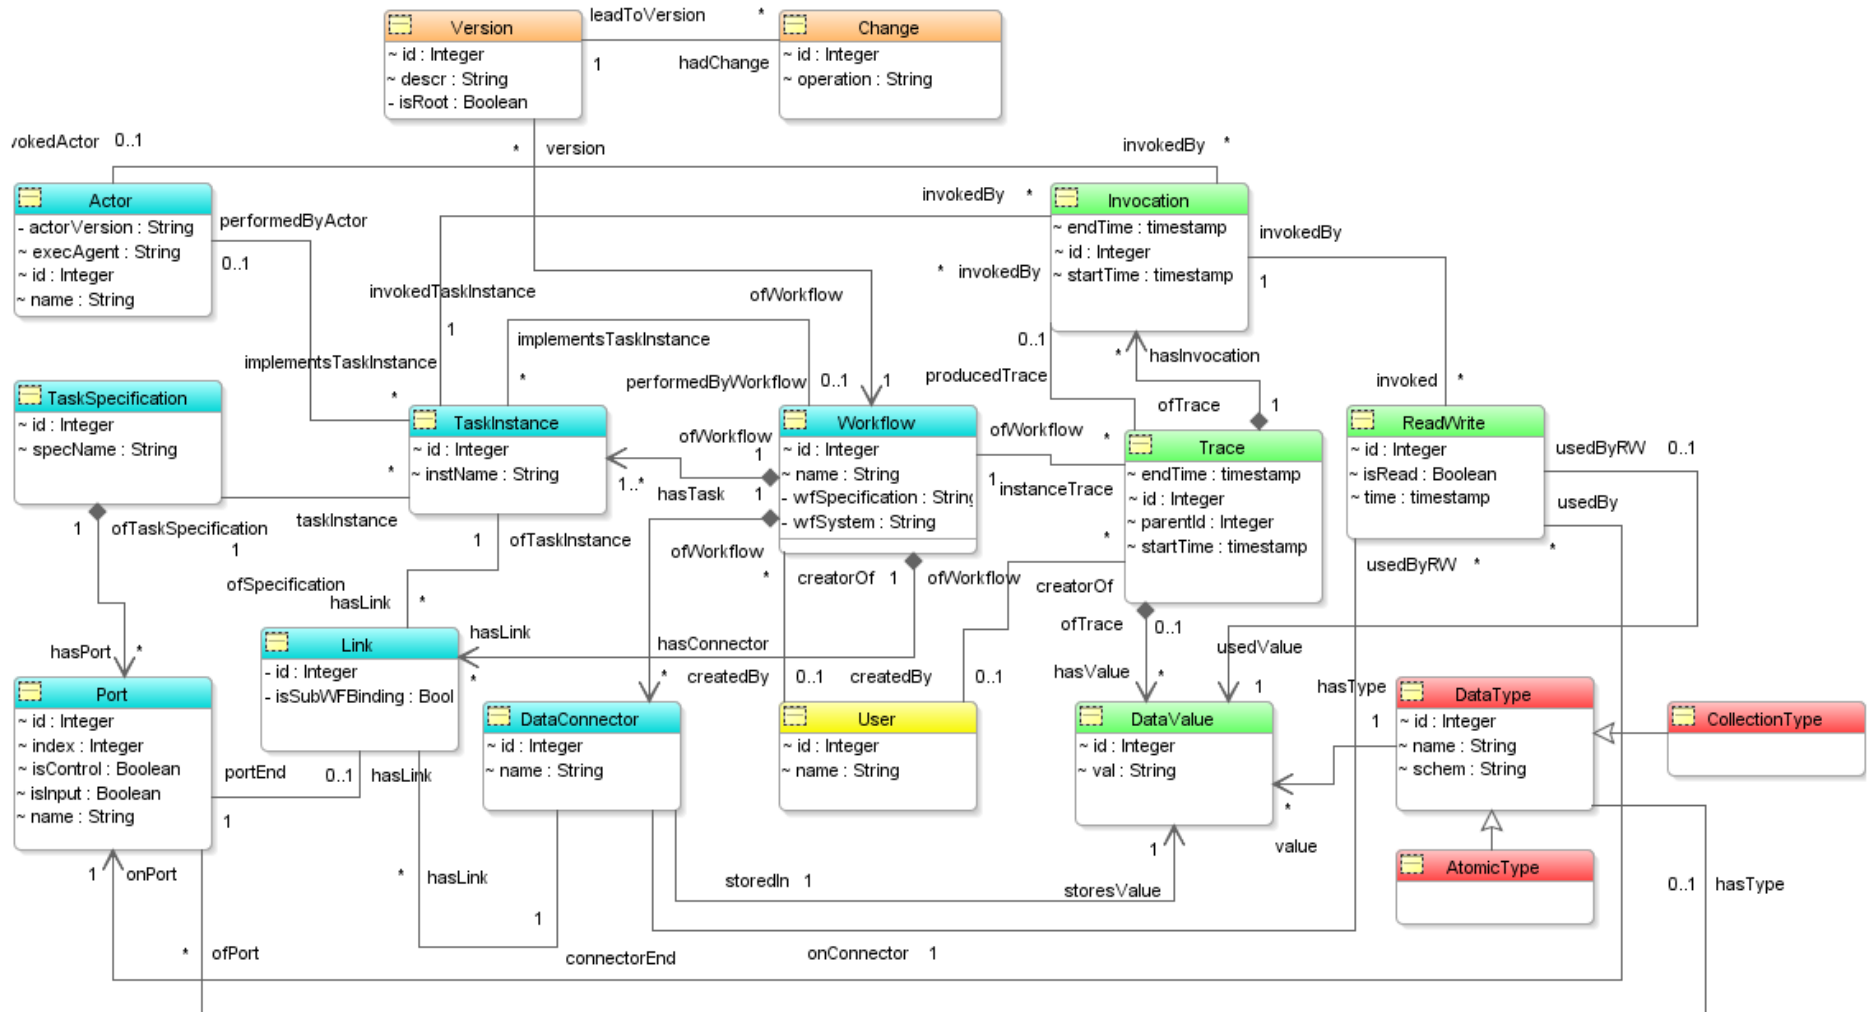 leadToVersion *
Version
~ id : Integer
~ descr : String
- isRoot : Boolean
1
hadChange
Change
~ id : Integer
~ operation : String
vokedActor 0..1
* version
invokedBy *
Actor
- actorVersion : String
~ execAgent : String
~ id : Integer
~ name : String
performedByActor
0..1
invokedBy *
Invocation
~ endTime : timestamp
~ id : Integer
~ startTime : timestamp
invokedBy
1
* invokedBy
invokedTaskInstance
1
ofWorkflow
1
implementsTaskInstance
*
implementsTaskInstance
*
performedByWorkflow 0..1
0..1
producedTrace
* hasInvocation
ofTrace 1
invoked *
TaskSpecification
~ id : Integer
~ specName : String
TaskInstance
~ id : Integer
~ instName : String
Workflow
~ id : Integer
~ name : String
- wfSpecification : String
- wfSystem : String
ofWorkflow
1
1..*
hasTask 1
ofWorkflow *
1 instanceTrace
Trace
~ endTime : timestamp
~ id : Integer
~ parentId : Integer
~ startTime : timestamp
ReadWrite
~ id : Integer
~ isRead : Boolean
~ time : timestamp
usedByRW 0..1
usedBy
*
usedByRW *
*
taskInstance
1 ofTaskSpecification
1
ofSpecification
1 ofTaskInstance
hasLink *
ofWorkflow
*
creatorOf 1 ofWorkflow
*
creatorOf
ofTrace 0..1
hasPort *
Link
- id : Integer
- isSubWFBinding : Bool
hasLink
*
hasConnector
* createdBy 0..1
createdBy 0..1
hasValue *
usedValue
1
hasType
1
Port
~ id : Integer
~ index : Integer
~ isControl : Boolean
~ isInput : Boolean
~ name : String
DataConnector
~ id : Integer
~ name : String
User
~ id : Integer
~ name : String
DataValue
~ id : Integer
~ val : String
DataType
~ id : Integer
~ name : String
~ schem : String
CollectionType
portEnd 0..1
1
hasLink
*
value
AtomicType
1 onPort
* hasLink
1
storedIn 1
storesValue
1
0..1 hasType
* ofPort
connectorEnd
onConnector 1